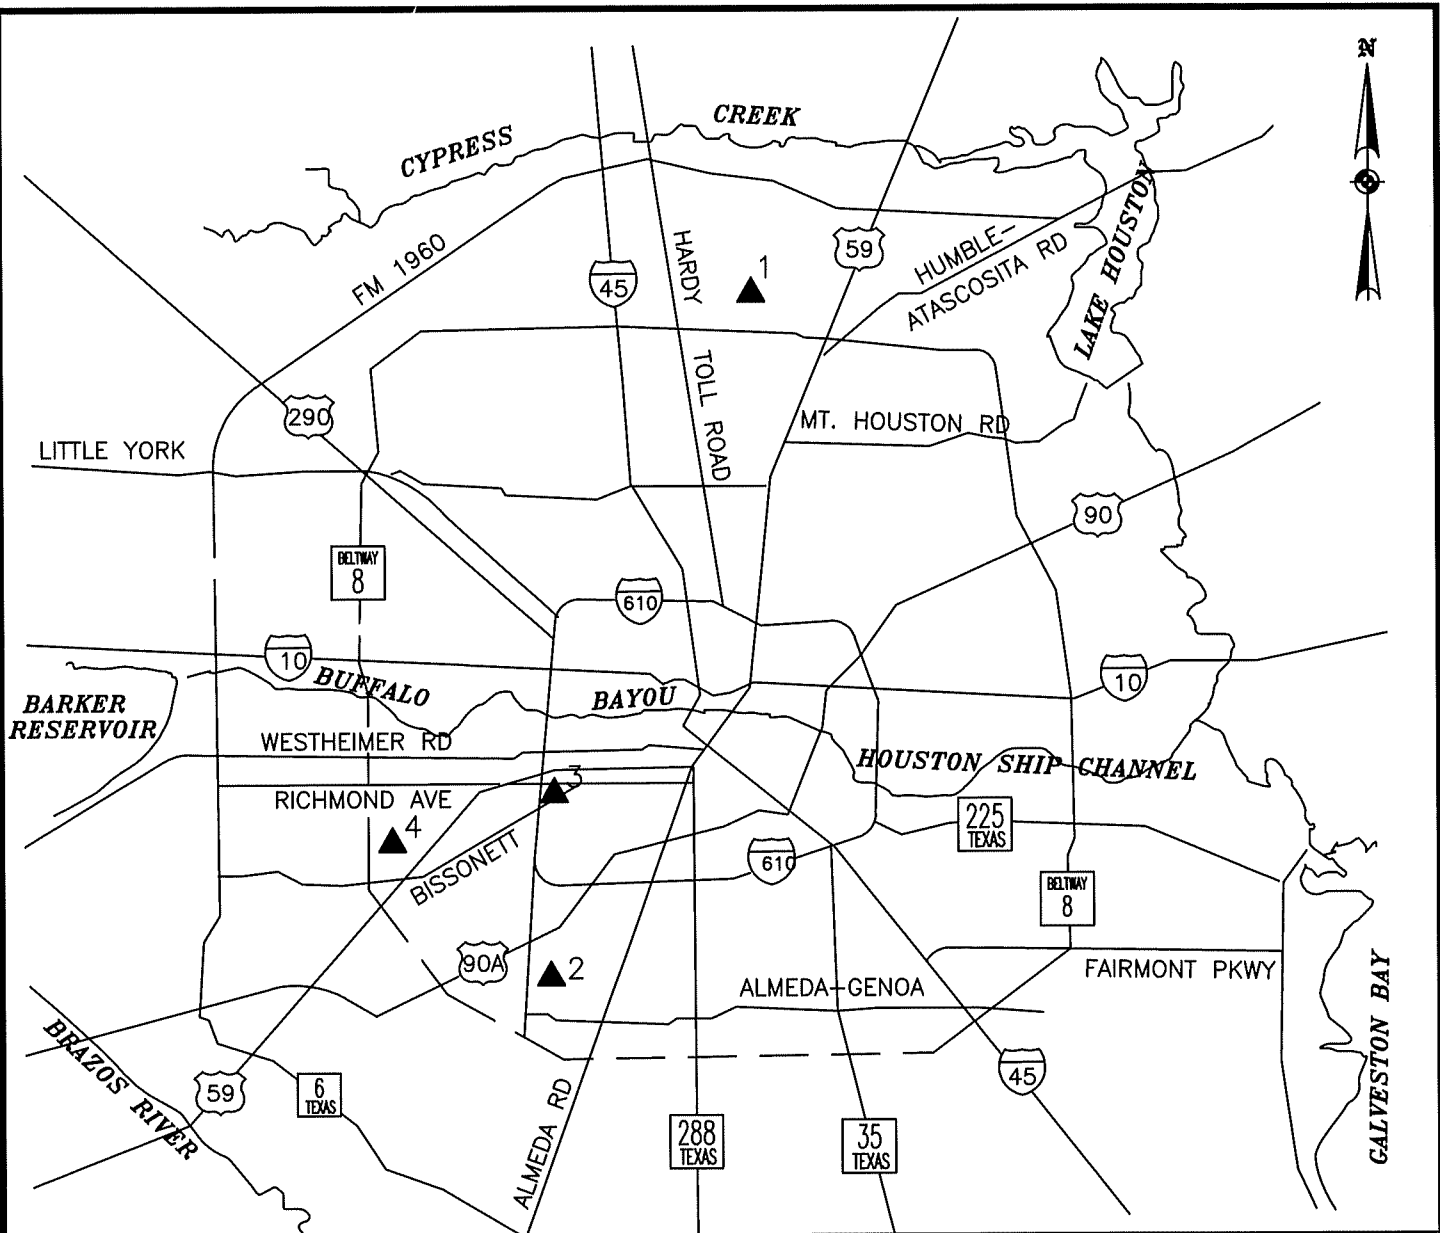 N
CREEK
CYPRESS
FM 1960
45
HARDY
TOLL ROAD
1
59
HUMBLE-
ATASCOSITA RD
LAKE HOUSTON
290
MT. HOUSTON RD
LITTLE YORK
90
BELTWAY
8
610
10
10
BUFFALO
BAYOU
BARKER
RESERVOIR
WESTHEIMER RD
HOUSTON SHIP CHANNEL
3
RICHMOND AVE
4
225
TEXAS
BISSONETT
610
BELTWAY
8
90A
2
ALMEDA-GENOA
FAIRMONT PKWY
GALVESTON BAY
BRAZOS RIVER
59
6
TEXAS
45
ALMEDA RD
288
TEXAS
35
TEXAS